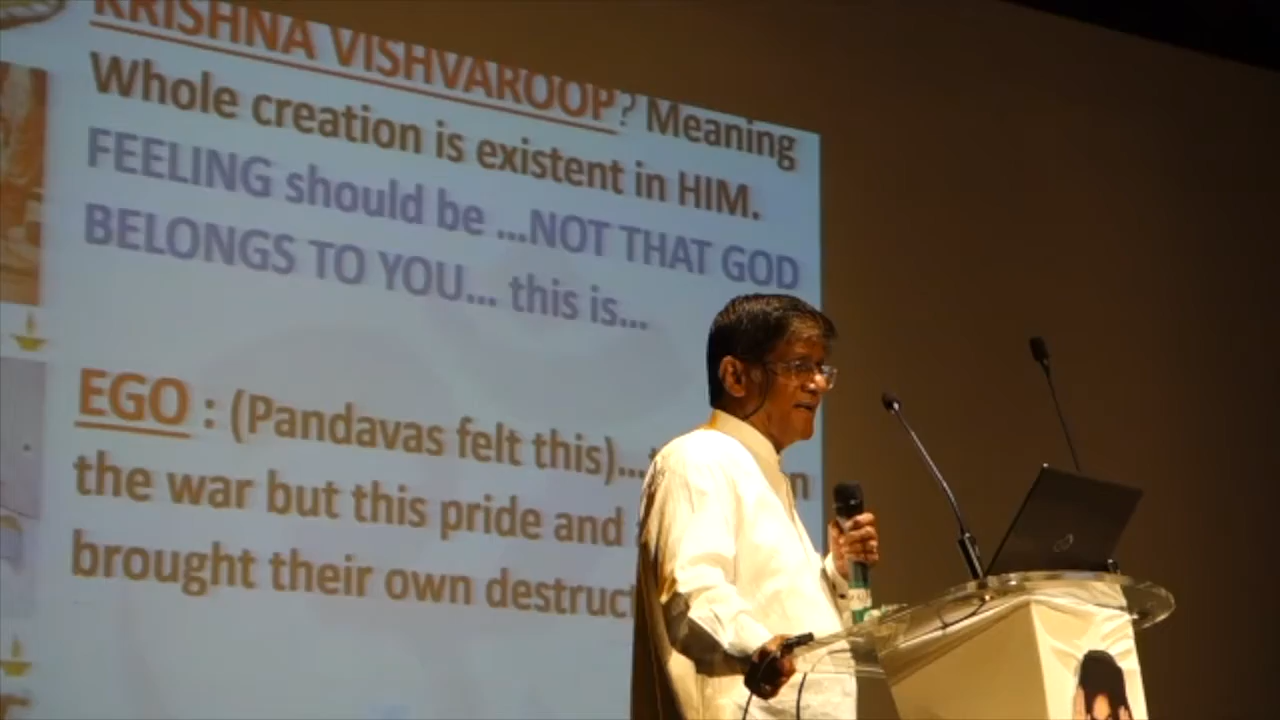 KRISHNA VISHVAROOP? Meaning
Whole creation is existent in HIM.
FEELING should be ...NOT THAT GOD
BELONGS TO YOU... this is...
EGO : (Pandavas felt this)...
the war but this pride and
brought their own